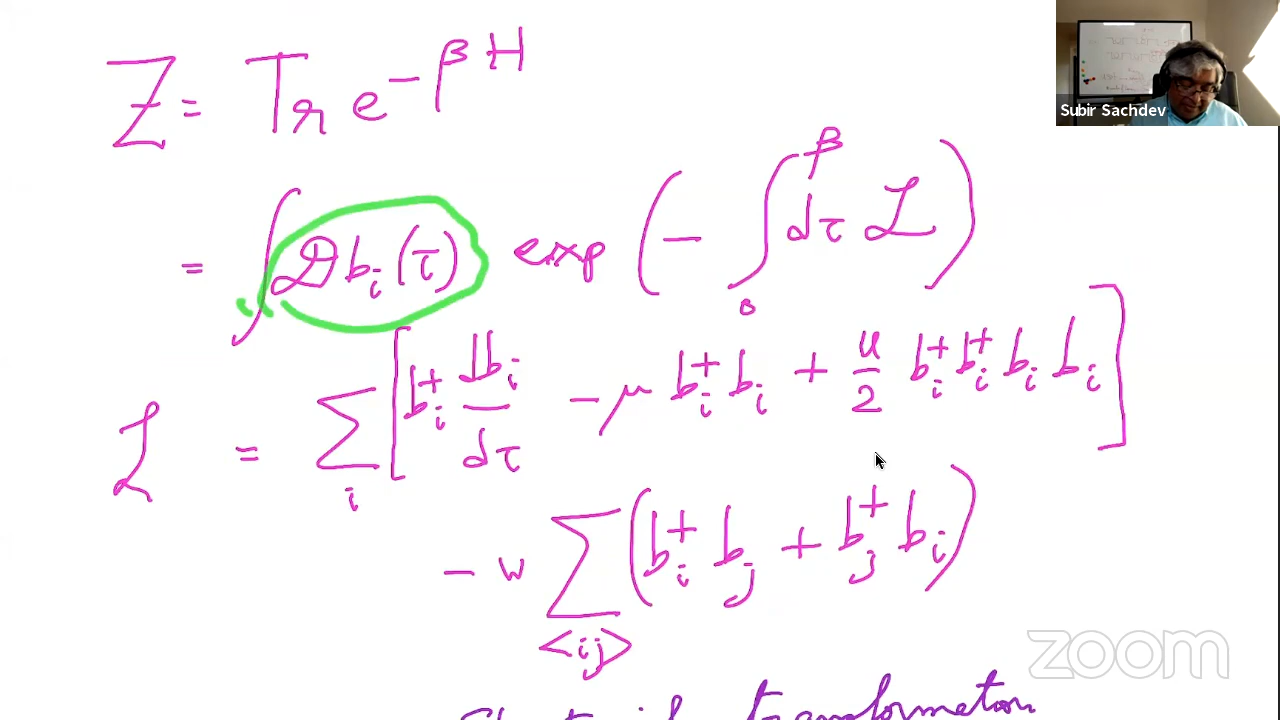 Z = Tr e^{-βH}
Subir Sachdev
= ∫ 𝒟b_i(τ) exp ( - ∫_0^β dτ ℒ )
ℒ = Σ_i [ b_i^+ db_i/dτ - μ b_i^+ b_i + u/2 b_i^+ b_i^+ b_i b_i ]
- w Σ_{<ij>} ( b_i^+ b_j + b_j^+ b_i )
zoom
transformation